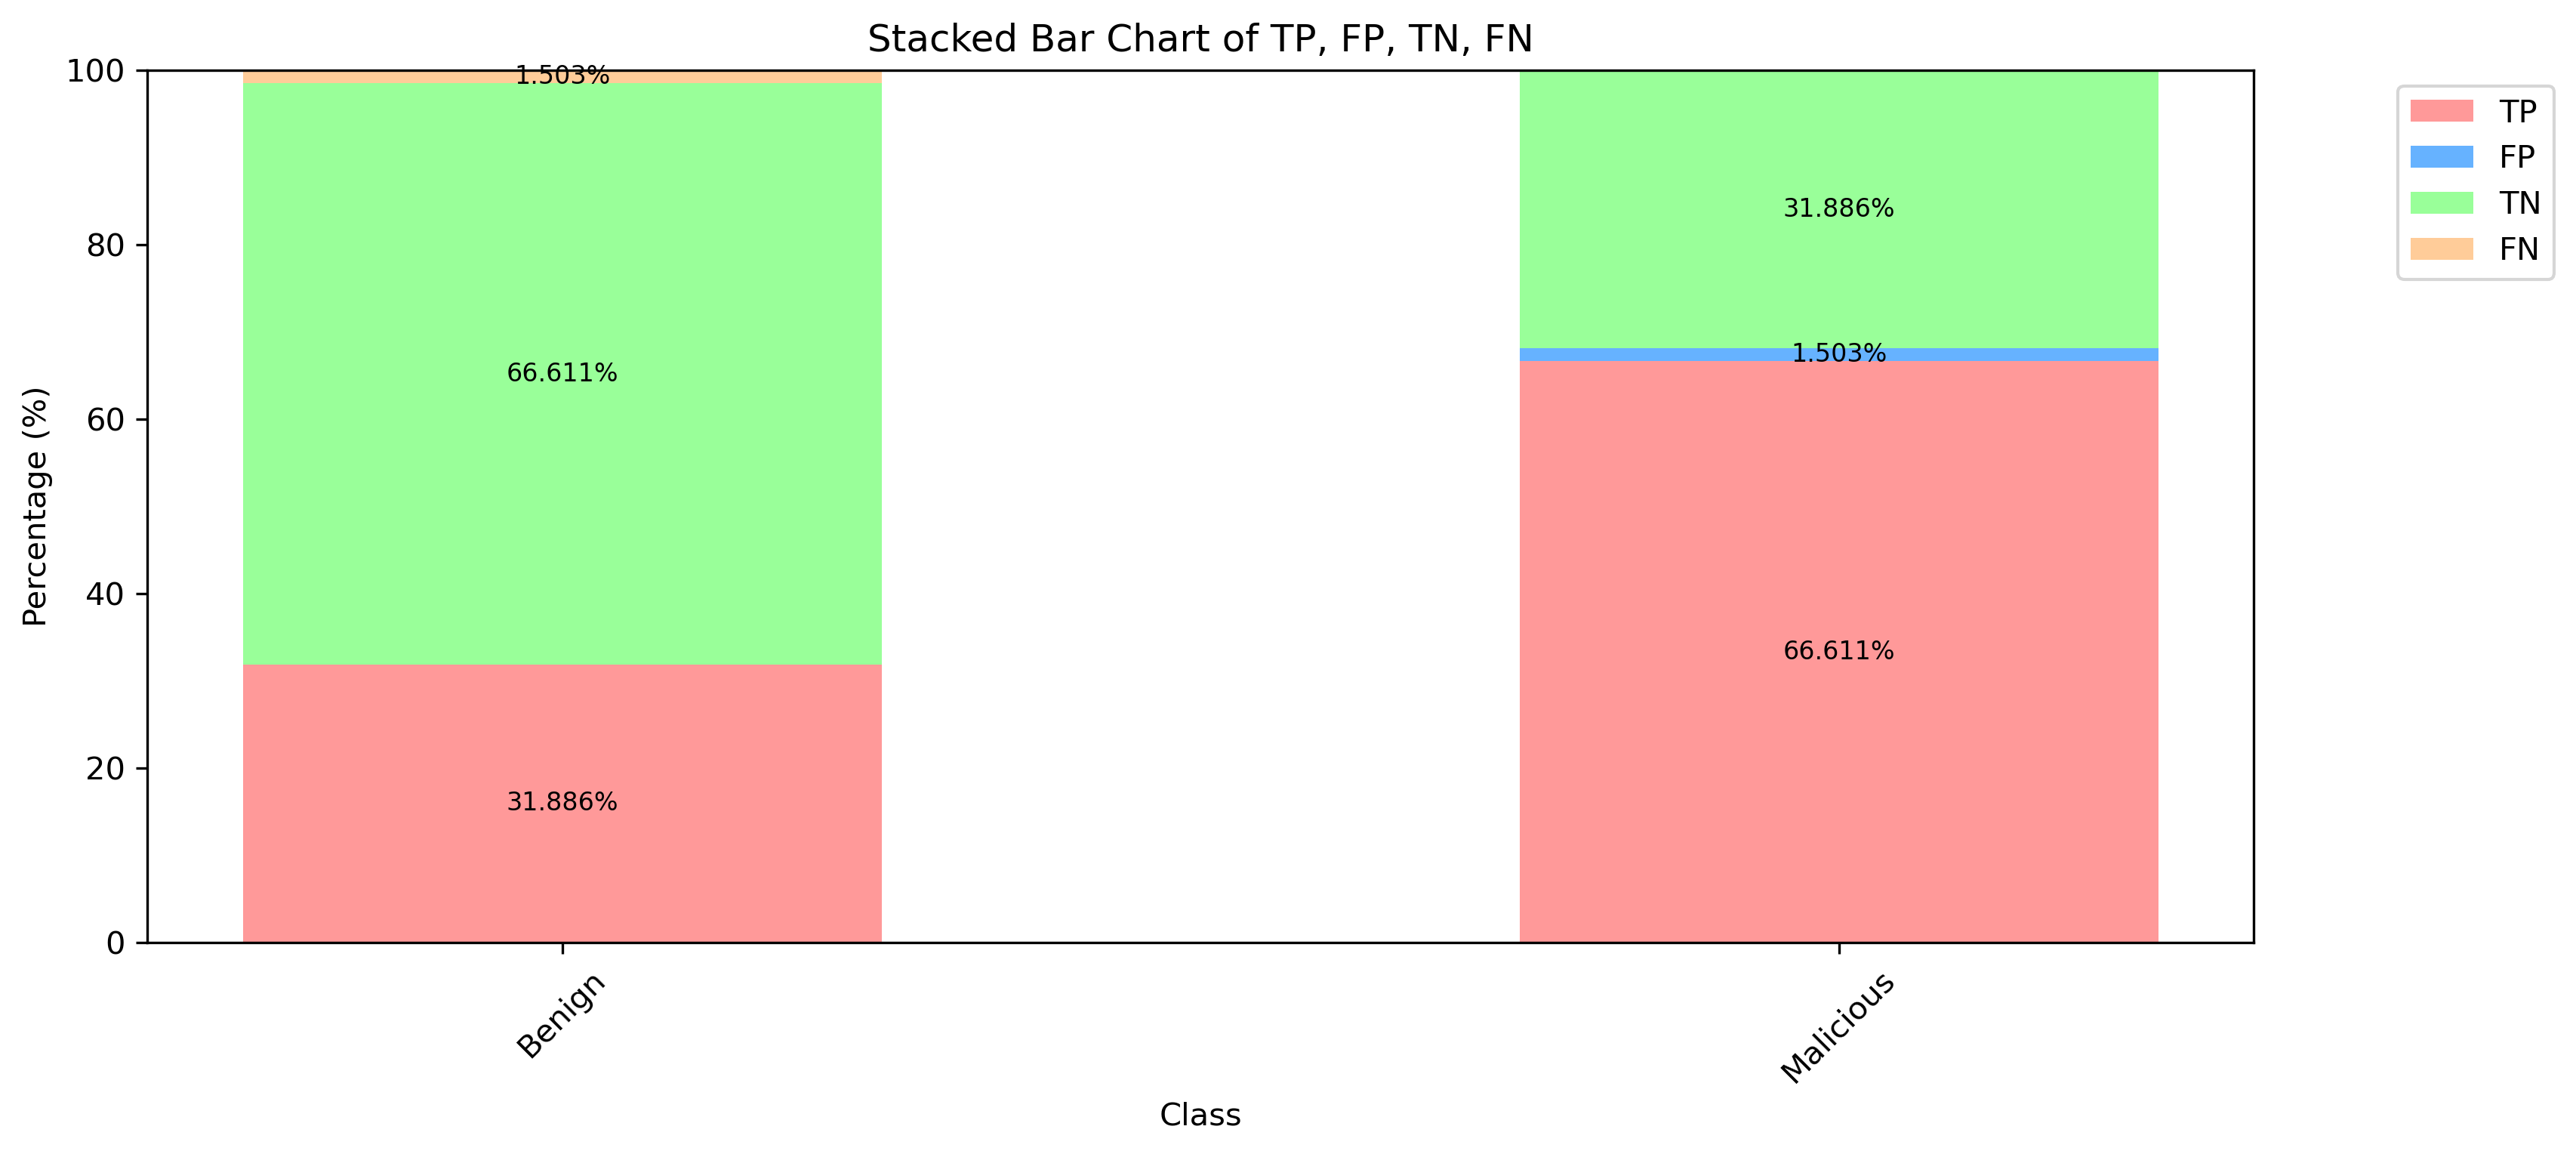 Stacked Bar Chart of TP, FP, TN, FN
Percentage (%)
100
80
60
40
20
0
1.503%
66.611%
31.886%
31.886%
1.503%
66.611%
Benign
Malicious
Class
TP
FP
TN
FN